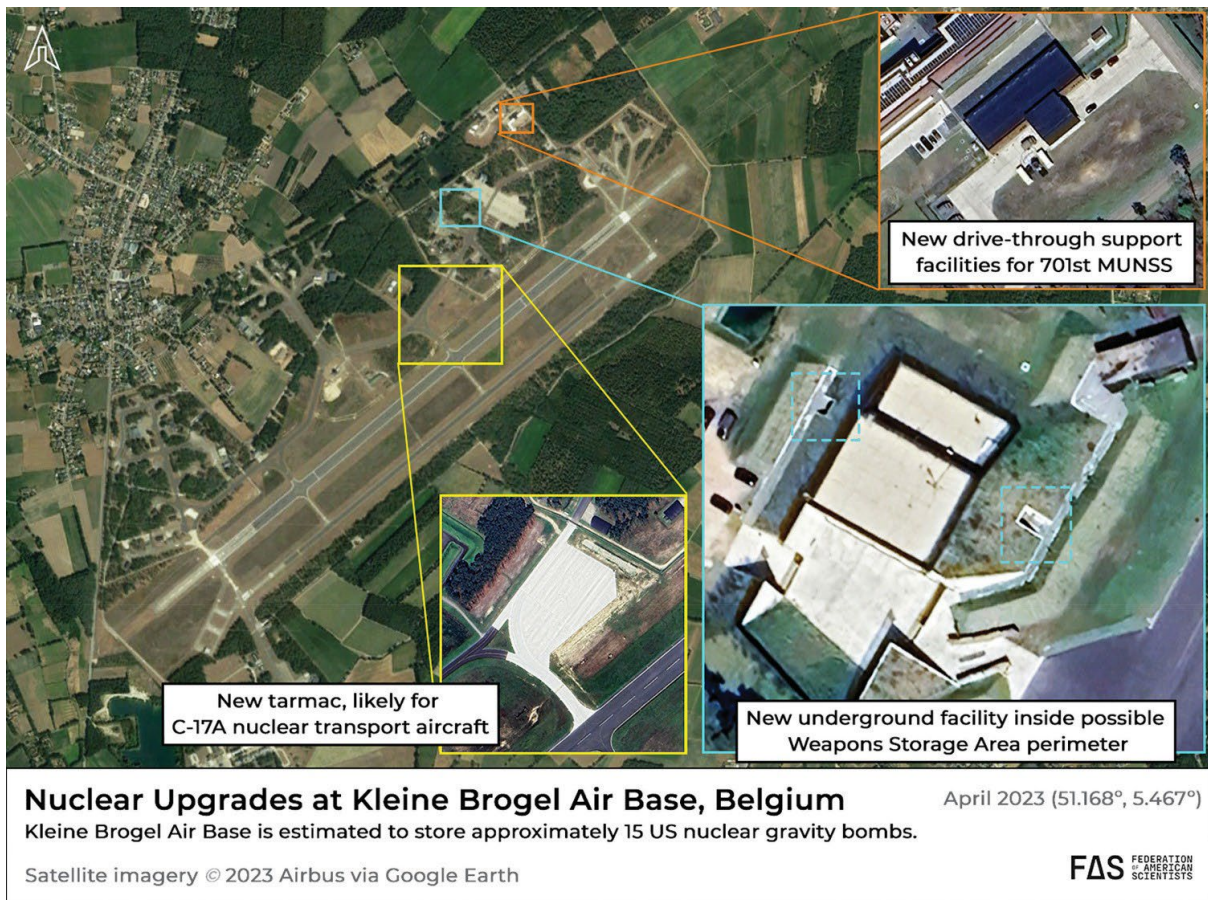 New drive-through support
facilities for 701st MUNSS
New tarmac, likely for
C-17A nuclear transport aircraft
New underground facility inside possible
Weapons Storage Area perimeter
Nuclear Upgrades at Kleine Brogel Air Base, Belgium
April 2023 (51.168º, 5.467º)
Kleine Brogel Air Base is estimated to store approximately 15 US nuclear gravity bombs.
Satellite imagery © 2023 Airbus via Google Earth
FAS
FEDERATION
OF AMERICAN
SCIENTISTS